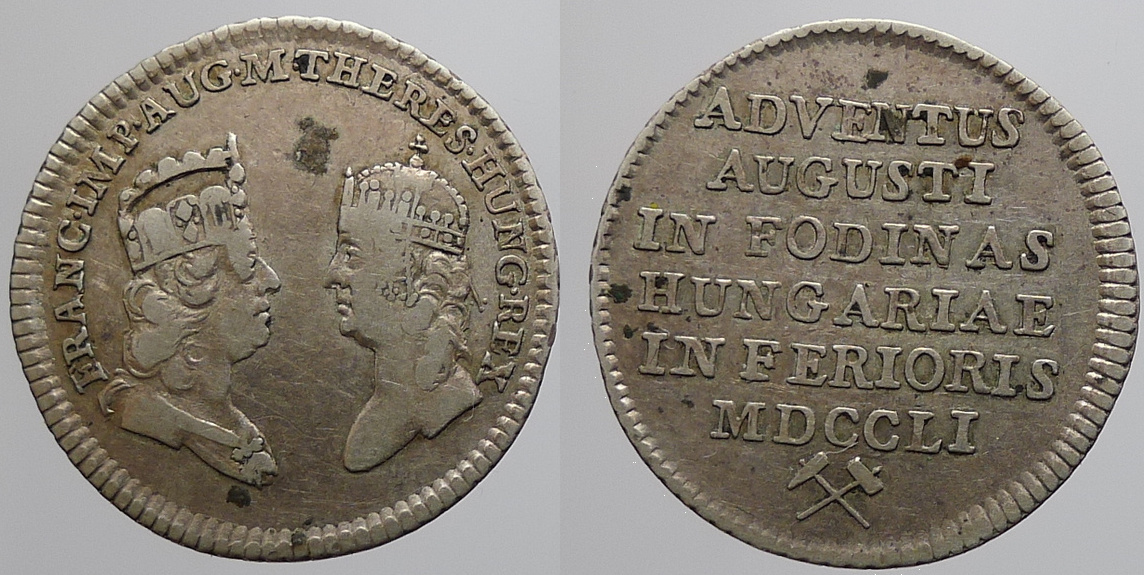 FRANC·IMP·AUG·M·THERES·HUNG·REX
ADVENTUS
AUGUSTI
IN FODINAS
HUNGARIAE
IN FERIORIS
MDCCLI